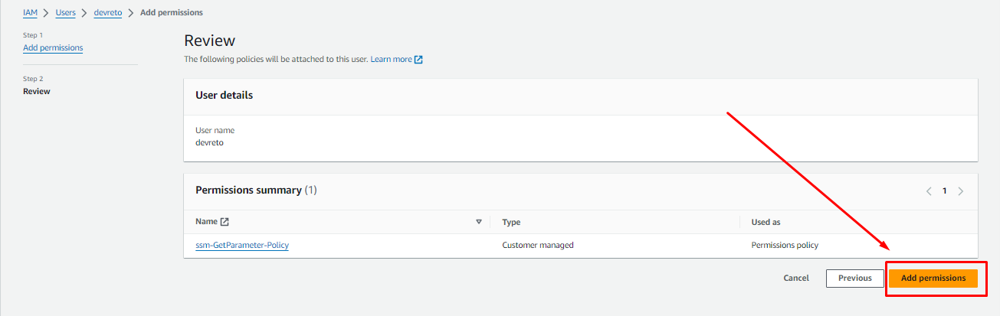 IAM > Users > devreto > Add permissions
Step 1
Add permissions
Step 2
Review
Review
The following policies will be attached to this user. Learn more
User details
User name
devreto
Permissions summary (1)
< 1 >
Name Type Used as
ssm-GetParameter-Policy Customer managed Permissions policy
Cancel Previous Add permissions